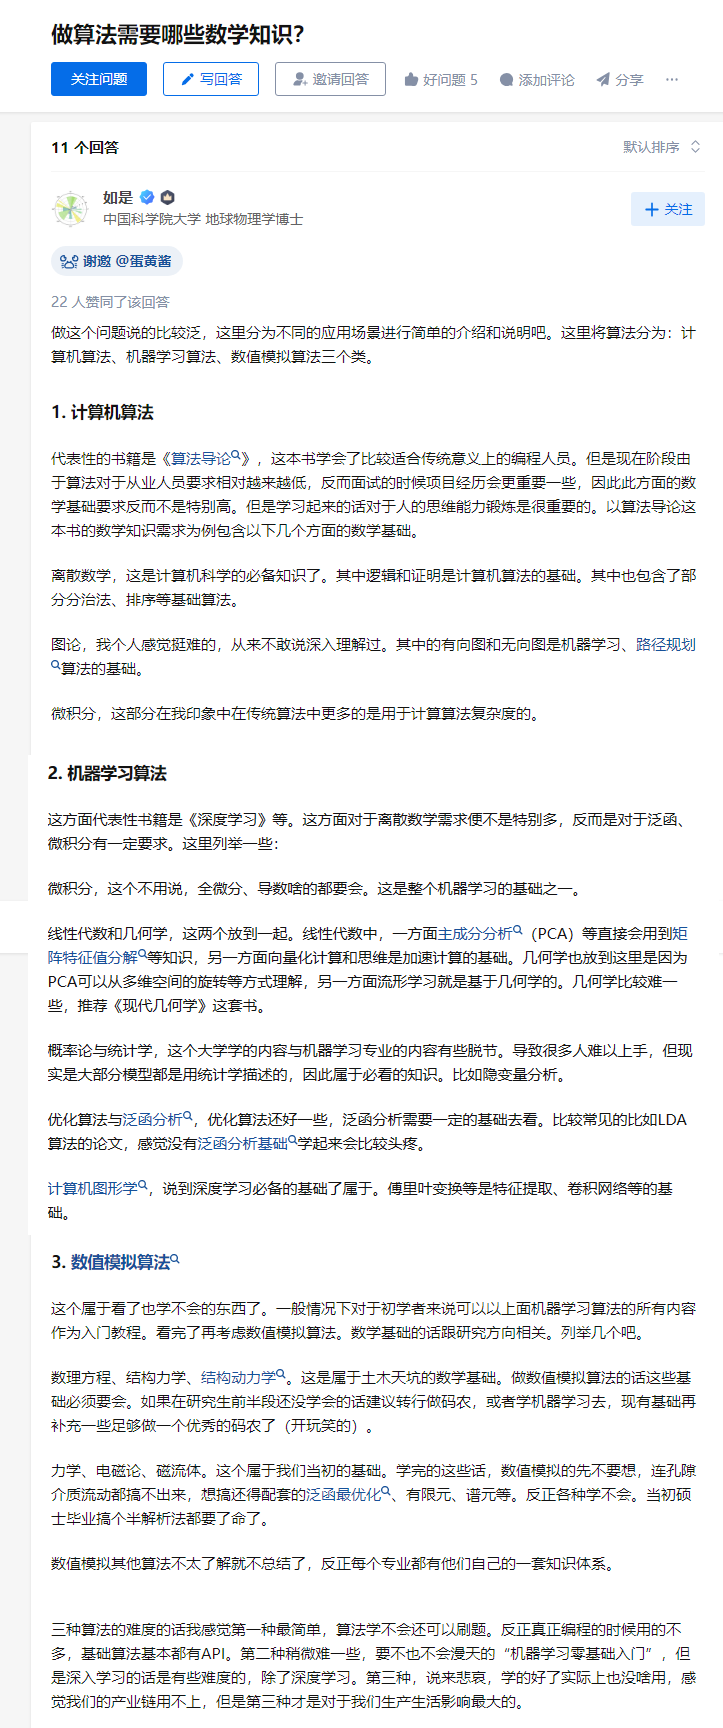 做算法需要哪些数学知识？
关注问题 写回答 邀请回答 好问题 5 添加评论 分享 ···
11 个回答 默认排序
如是
中国科学院大学 地球物理学博士
+ 关注
谢邀 @蛋黄酱
22 人赞同了该回答
做这个问题说的比较泛，这里分为不同的应用场景进行简单的介绍和说明吧。这里将算法分为：计
算机算法、机器学习算法、数值模拟算法三个类。
1. 计算机算法
代表性的书籍是《算法导论》，这本书学会了比较适合传统意义上的编程人员。但是现在阶段由
于算法对于从业人员要求相对越来越低，反而面试的时候项目经历会更重要一些，因此此方面的数
学基础要求反而不是特别高。但是学习起来的话对于人的思维能力锻炼是很重要的。以算法导论这
本书的数学知识需求为例包含以下几个方面的数学基础。
离散数学，这是计算机科学的必备知识了。其中逻辑和证明是计算机算法的基础。其中也包含了部
分分治法、排序等基础算法。
图论，我个人感觉挺难的，从来不敢说深入理解过。其中的有向图和无向图是机器学习、路径规划
算法的基础。
微积分，这部分在我印象中在传统算法中更多的是用于计算算法复杂度的。
2. 机器学习算法
这方面代表性书籍是《深度学习》等。这方面对于离散数学需求便不是特别多，反而是对于泛函、
微积分有一定要求。这里列举一些：
微积分，这个不用说，全微分、导数啥的都要会。这是整个机器学习的基础之一。
线性代数和几何学，这两个放到一起。线性代数中，一方面主成分分析（PCA）等直接会用到矩
阵特征值分解等知识，另一方面向量化计算和思维是加速计算的基础。几何学也放到这里是因为
PCA可以从多维空间的旋转等方式理解，另一方面流形学习就是基于几何学的。几何学比较难一
些，推荐《现代几何学》这套书。
概率论与统计学，这个大学学的内容与机器学习专业的内容有些脱节。导致很多人难以上手，但现
实是大部分模型都是用统计学描述的，因此属于必看的知识。比如隐变量分析。
优化算法与泛函分析，优化算法还好一些，泛函分析需要一定的基础去看。比较常见的比如LDA
算法的论文，感觉没有泛函分析基础学起来会比较头疼。
计算机图形学，说到深度学习必备的基础了属于。傅里叶变换等是特征提取、卷积网络等的基
础。
3. 数值模拟算法
这个属于看了也学不会的东西了。一般情况下对于初学者来说可以以上面机器学习算法的所有内容
作为入门教程。看完了再考虑数值模拟算法。数学基础的话跟研究方向相关。列举几个吧。
数理方程、结构力学、结构动力学。这是属于土木天坑的数学基础。做数值模拟算法的话这些基
础必须要会。如果在研究生前半段还没学会的话建议转行做码农，或者学机器学习去，现有基础再
补充一些足够做一个优秀的码农了（开玩笑的）。
力学、电磁论、磁流体。这个属于我们当初的基础。学完的这些话，数值模拟的先不要想，连孔隙
介质流动都搞不出来，想搞还得配套的泛函最优化、有限元、谱元等。反正各种学不会。当初硕
士毕业搞个半解析法都要了命了。
数值模拟其他算法不太了解就不总结了，反正每个专业都有他们自己的一套知识体系。
三种算法的难度的话我感觉第一种最简单，算法学不会还可以刷题。反正真正编程的时候用的不
多，基础算法基本都有API。第二种稍微难一些，要不也不会漫天的“机器学习零基础入门”，但
是深入学习的话是有些难度的，除了深度学习。第三种，说来悲哀，学的好了实际上也没啥用，感
觉我们的产业链用不上，但是第三种才是对于我们生产生活影响最大的。